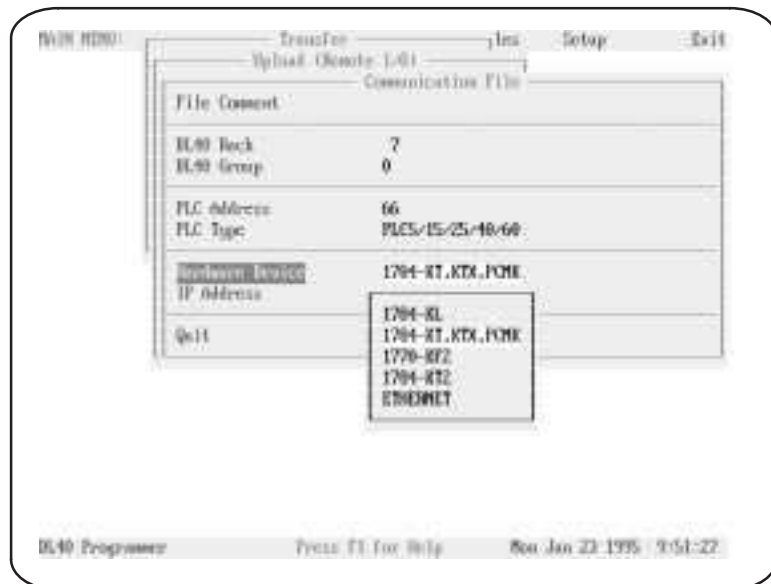 MAIN MENU: Transfer Setup Exit
Upload (Remote I/O)
Communication File
File Comment
DL40 Rack 7
DL40 Group 0
PLC Address 66
PLC Type PLC5/15/25/40/60
Hardware Device 1784-KT,KTX,PCMK
IP Address
1784-KL
Quit 1784-KT,KTX,PCMK
1770-KF2
1784-KT2
ETHERNET
DL40 Programmer Press F1 for Help Mon Jan 23 1995 9:51:27